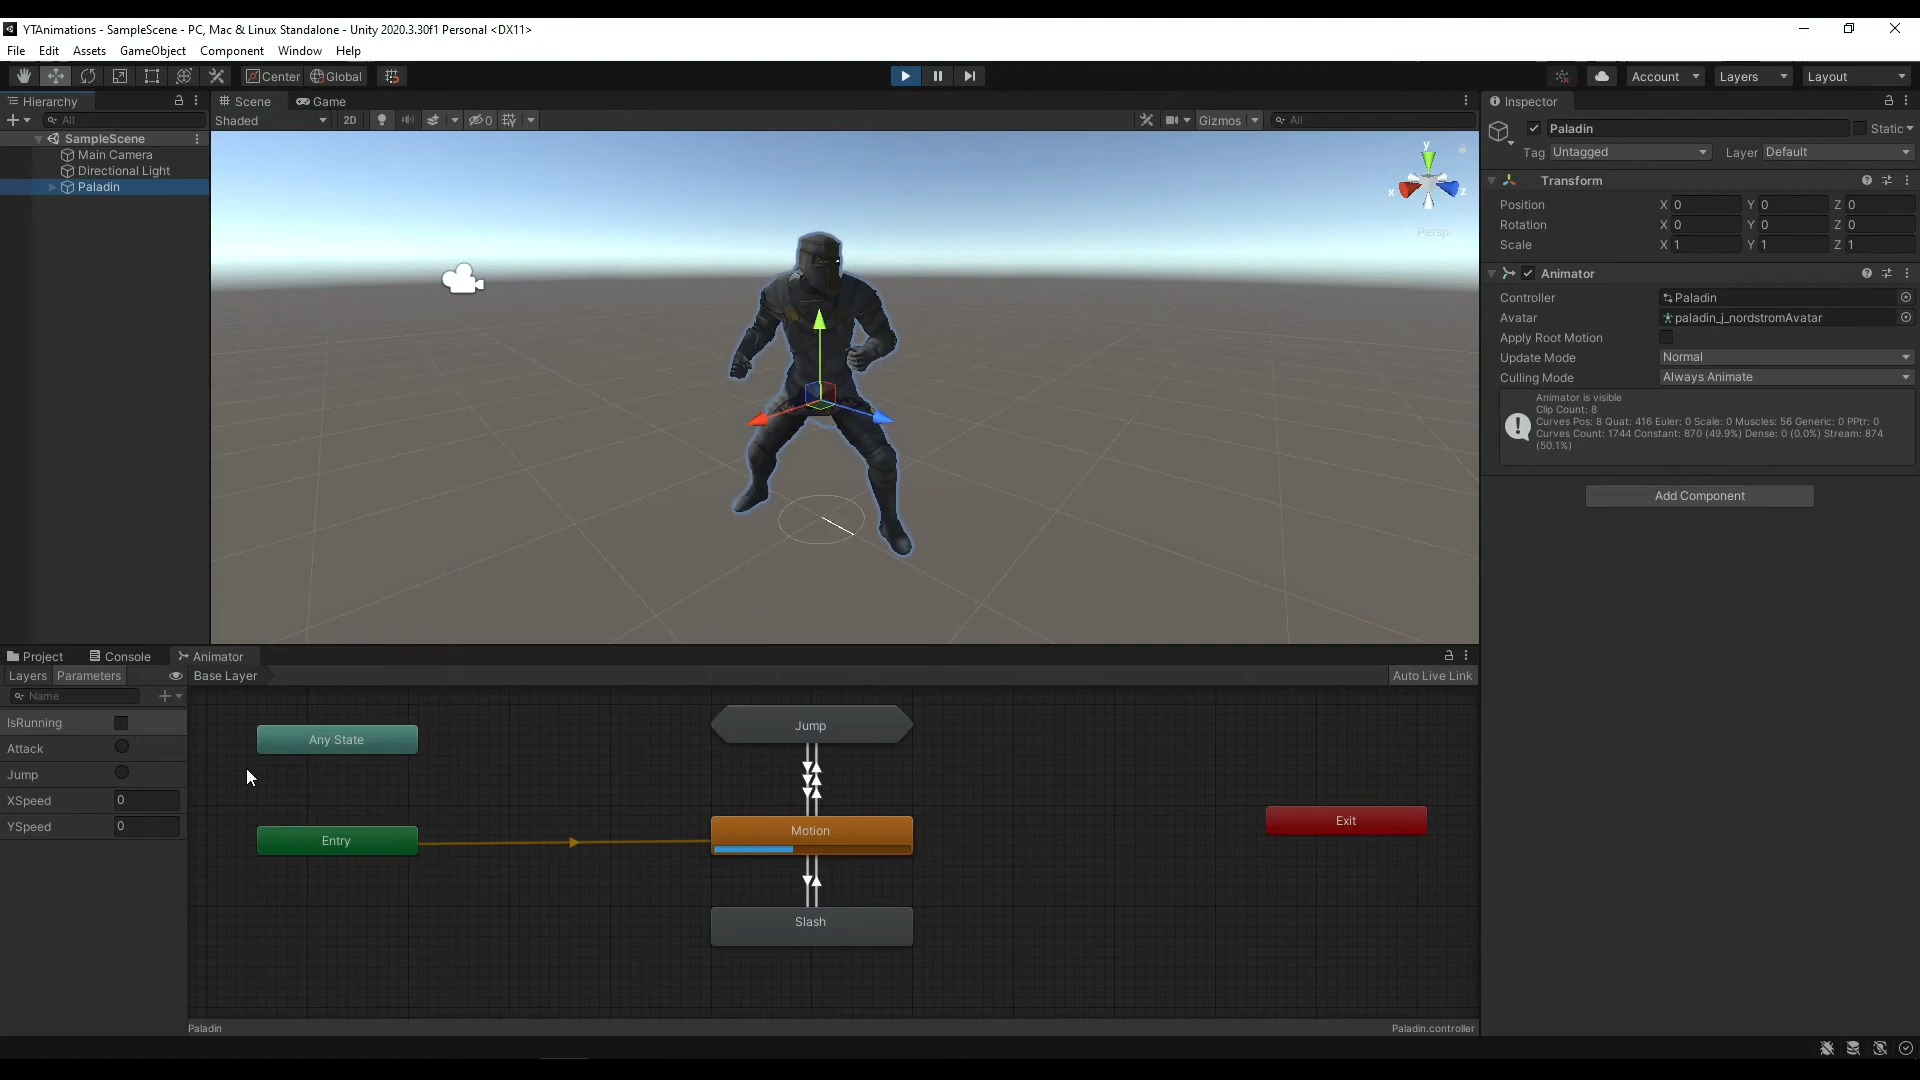 YTAnimations - SampleScene - PC, Mac & Linux Standalone - Unity 2020.3.30f1 Personal <DX11>
File Edit Assets GameObject Component Window Help
Center Global Account Layers Layout
Hierarchy
All
SampleScene
Main Camera
Directional Light
Paladin
Scene Game
Shaded 2D 0 Gizmos All
y
x z
Persp
Inspector
Paladin Static
Tag Untagged Layer Default
Transform
Position X 0 Y 0 Z 0
Rotation X 0 Y 0 Z 0
Scale X 1 Y 1 Z 1
Animator
Controller Paladin
Avatar paladin_j_nordstromAvatar
Apply Root Motion
Update Mode Normal
Culling Mode Always Animate
Animator is visible
Clip Count: 8
Curves Pos: 8 Quat: 416 Euler: 0 Scale: 0 Muscles: 56 Generic: 0 PPtr: 0
Curves Count: 1744 Constant: 870 (49.9%) Dense: 0 (0.0%) Stream: 874
(50.1%)
Add Component
Project Console Animator
Layers Parameters Base Layer Auto Live Link
Name
IsRunning
Attack
Jump
XSpeed 0
YSpeed 0
Any State
Jump
Entry
Motion
Exit
Slash
Paladin Paladin.controller